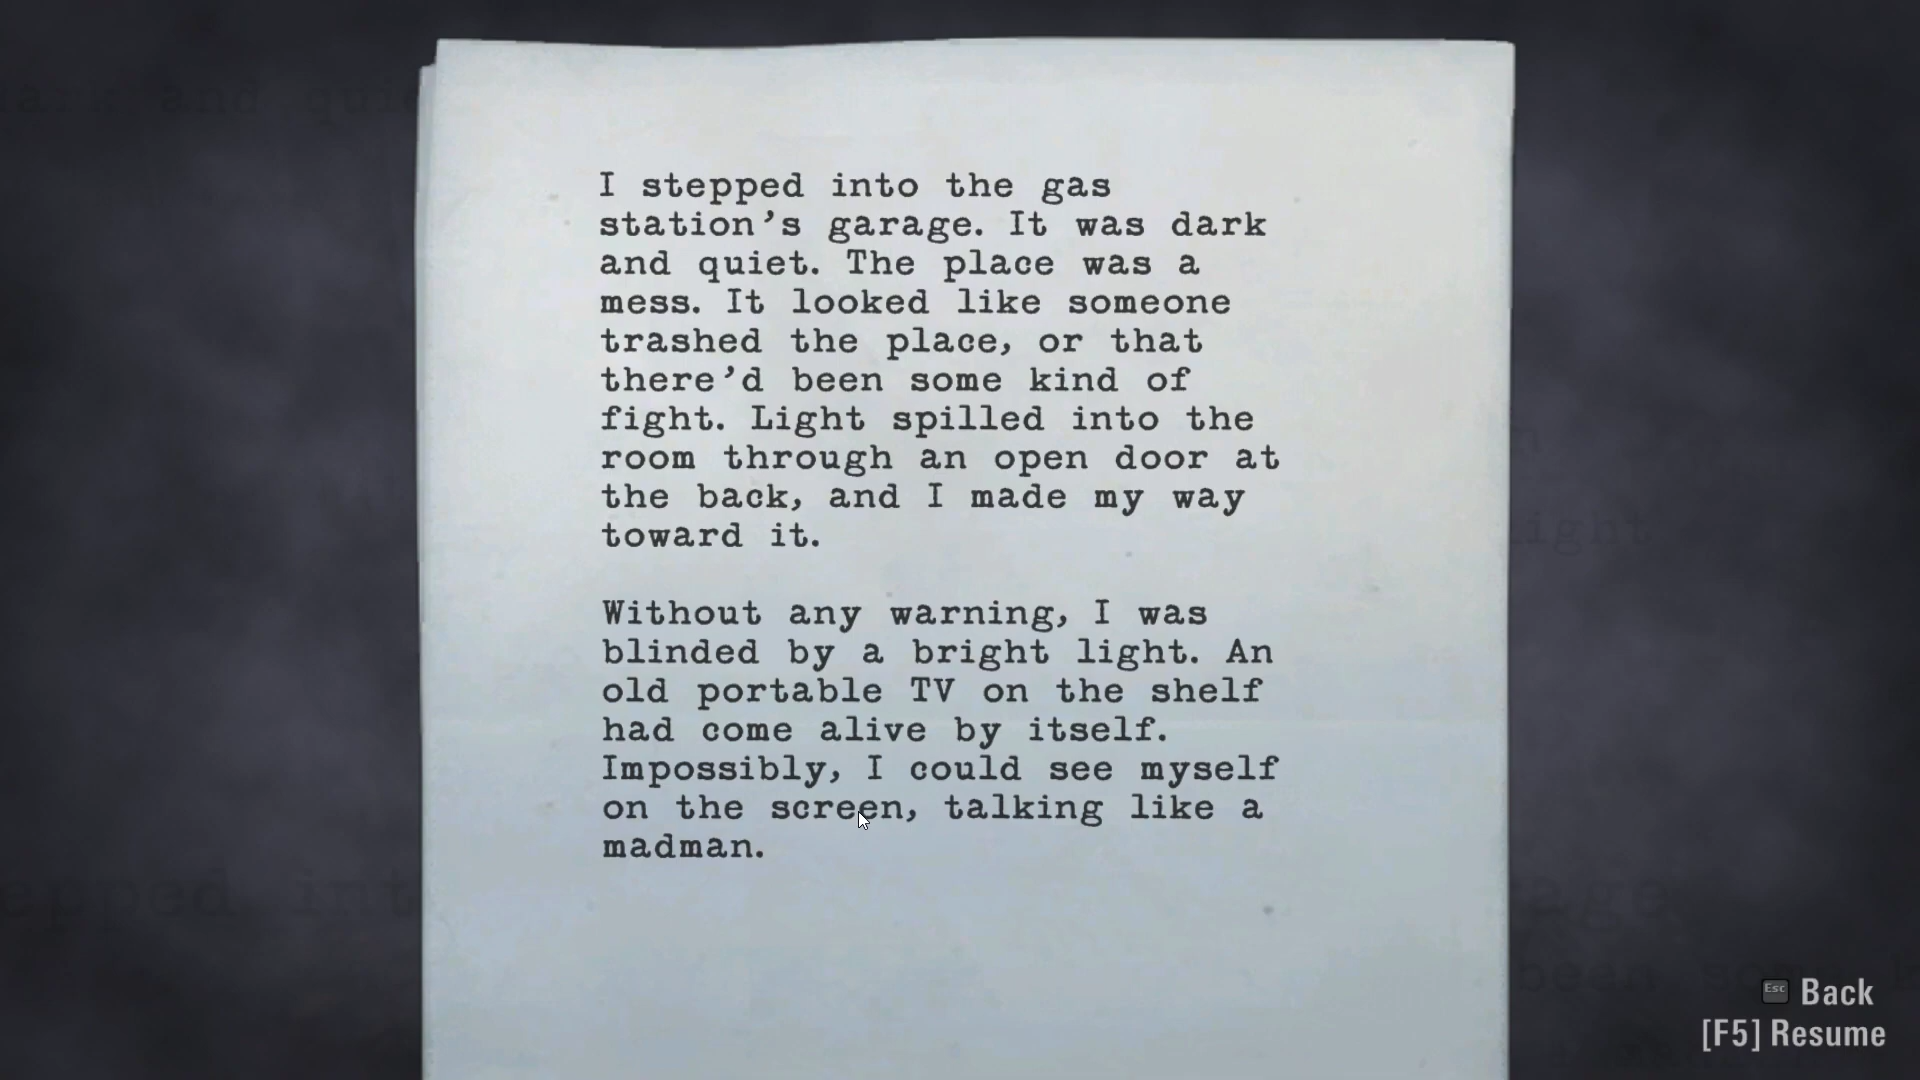 I stepped into the gas
station’s garage. It was dark
and quiet. The place was a
mess. It looked like someone
trashed the place, or that
there’d been some kind of
fight. Light spilled into the
room through an open door at
the back, and I made my way
toward it.
Without any warning, I was
blinded by a bright light. An
old portable TV on the shelf
had come alive by itself.
Impossibly, I could see myself
on the screen, talking like a
madman.
Esc Back
[F5] Resume